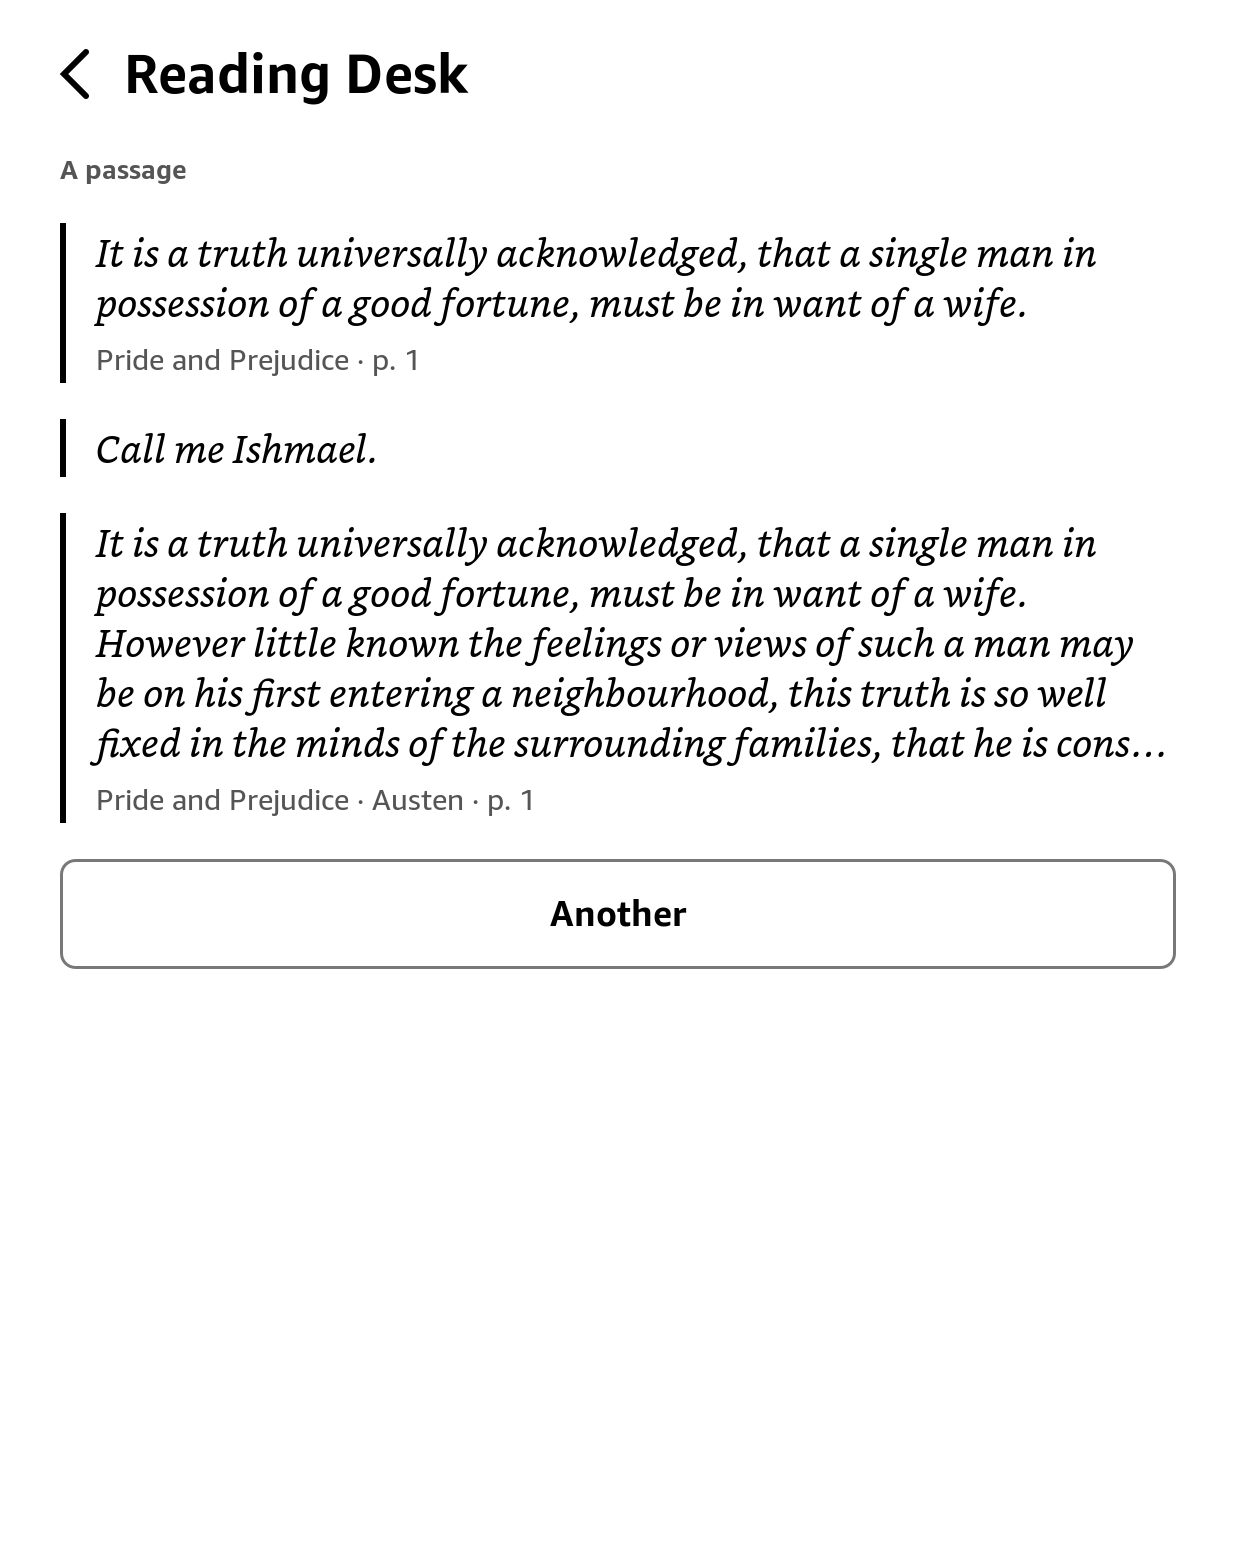 Reading Desk
A passage
It is a truth universally acknowledged, that a single man in
possession of a good fortune, must be in want of a wife.
Pride and Prejudice · p. 1
Call me Ishmael.
It is a truth universally acknowledged, that a single man in
possession of a good fortune, must be in want of a wife.
However little known the feelings or views of such a man may
be on his first entering a neighbourhood, this truth is so well
fixed in the minds of the surrounding families, that he is cons…
Pride and Prejudice · Austen · p. 1
Another